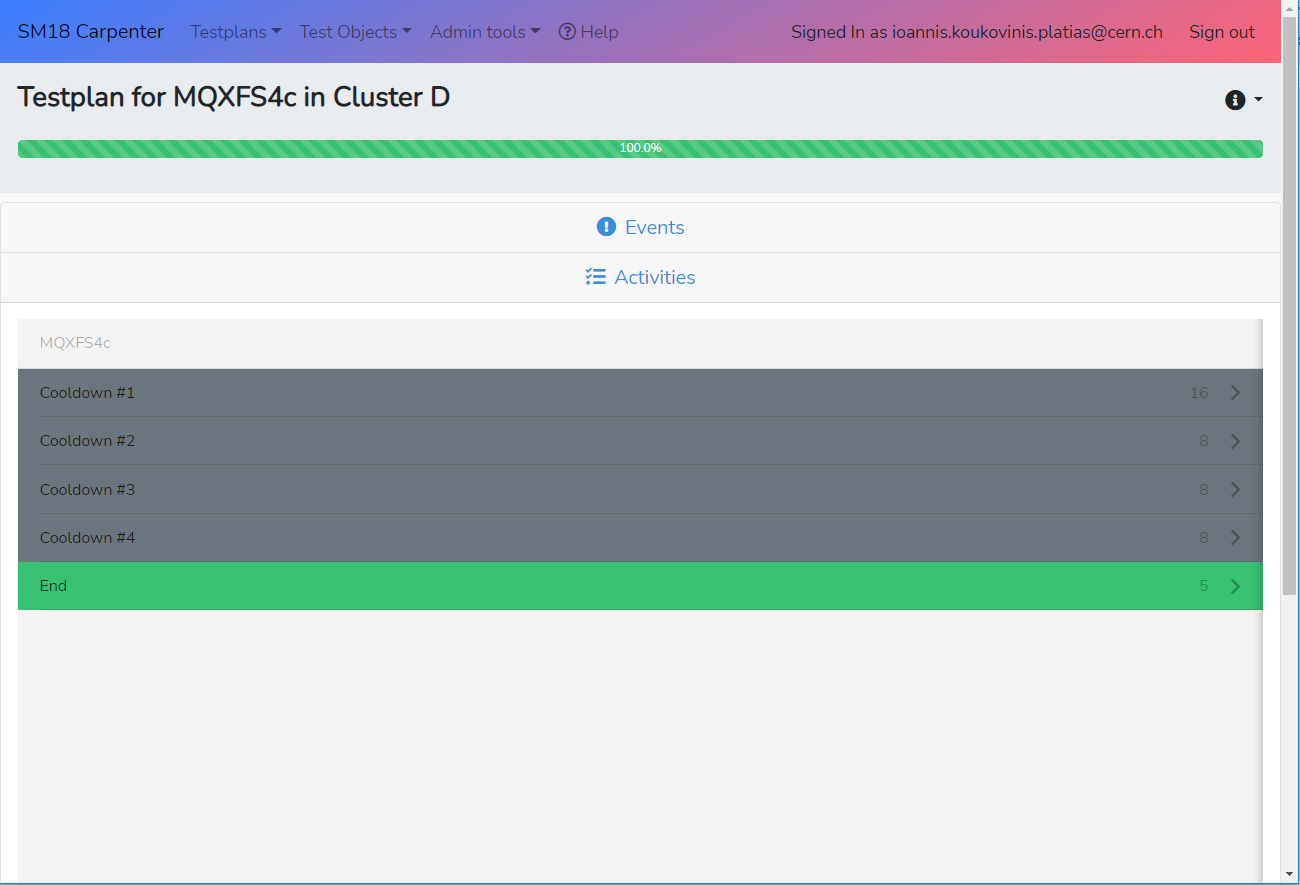 SM18 Carpenter Testplans Test Objects Admin tools Help Signed In as ioannis.koukovinis.platias@cern.ch Sign out
Testplan for MQXFS4c in Cluster D
100.0%
Events
Activities
MQXFS4c
Cooldown #1 16
Cooldown #2 8
Cooldown #3 8
Cooldown #4 8
End 5